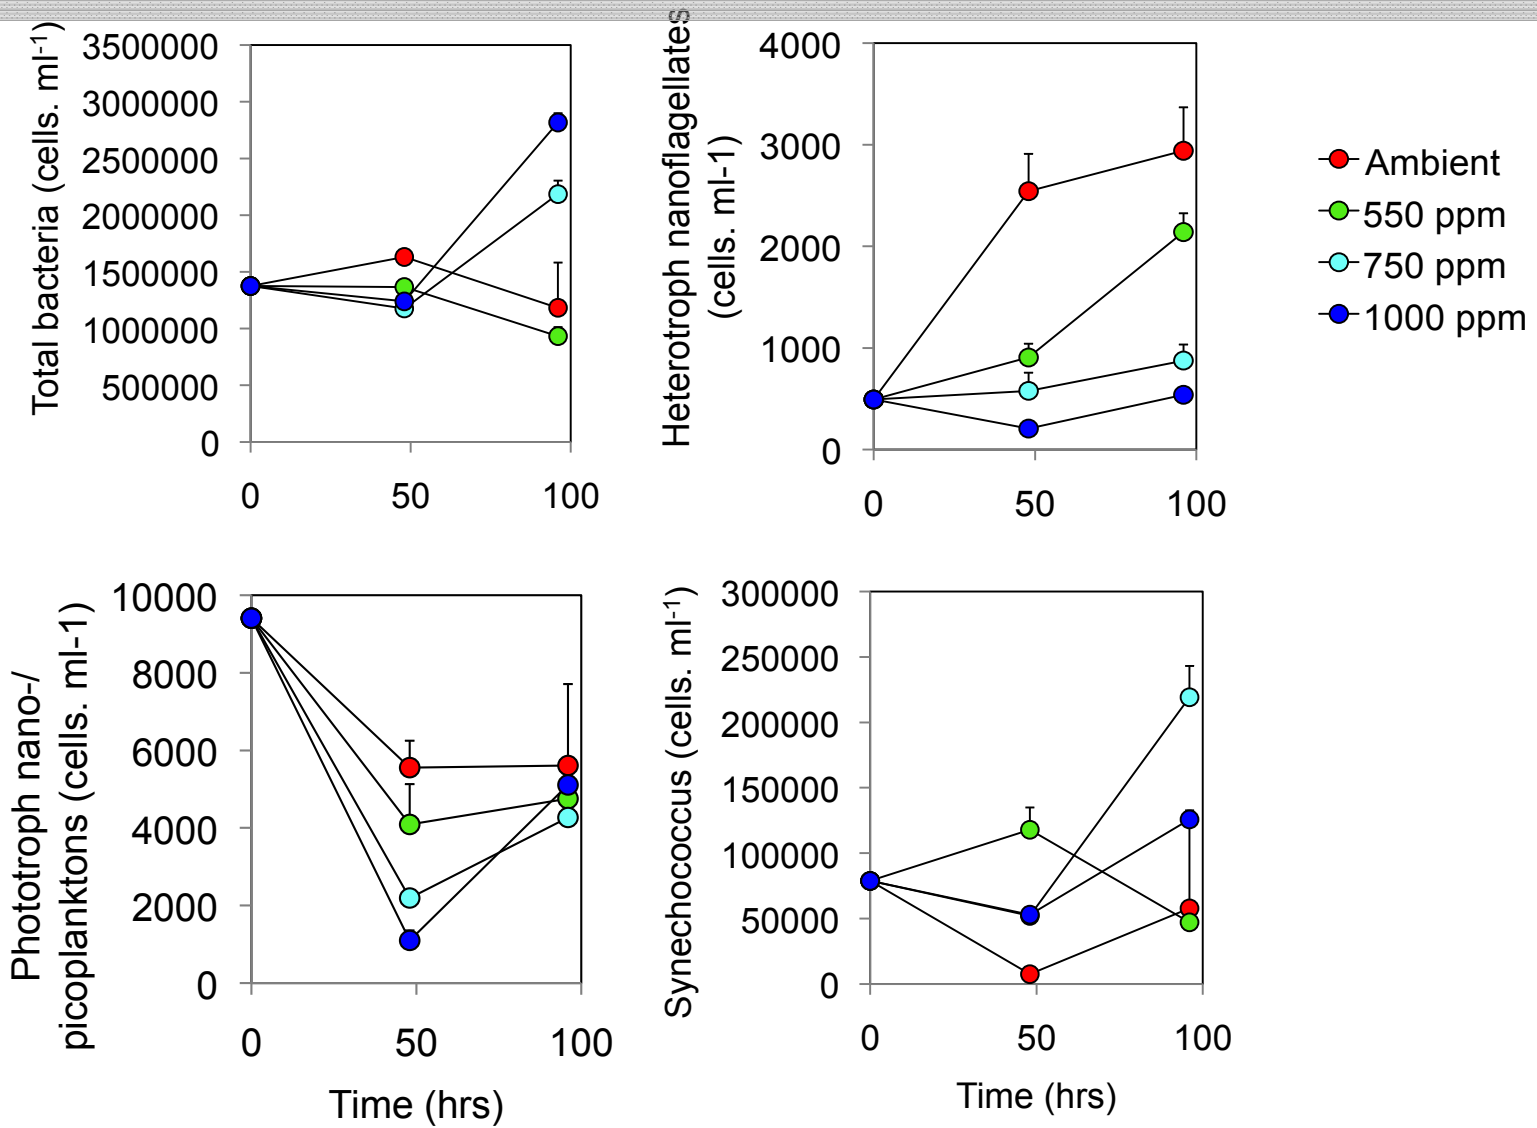 Total bacteria (cells. ml-1)
3500000
3000000
2500000
2000000
1500000
1000000
500000
0
0 50 100
Heterotroph nanoflagellates
(cells. ml-1)
4000
3000
2000
1000
0
0 50 100
Ambient
550 ppm
750 ppm
1000 ppm
Phototroph nano-/
picoplanktons (cells. ml-1)
10000
8000
6000
4000
2000
0
0 50 100
Time (hrs)
Synechococcus (cells. ml-1)
300000
250000
200000
150000
100000
50000
0
0 50 100
Time (hrs)